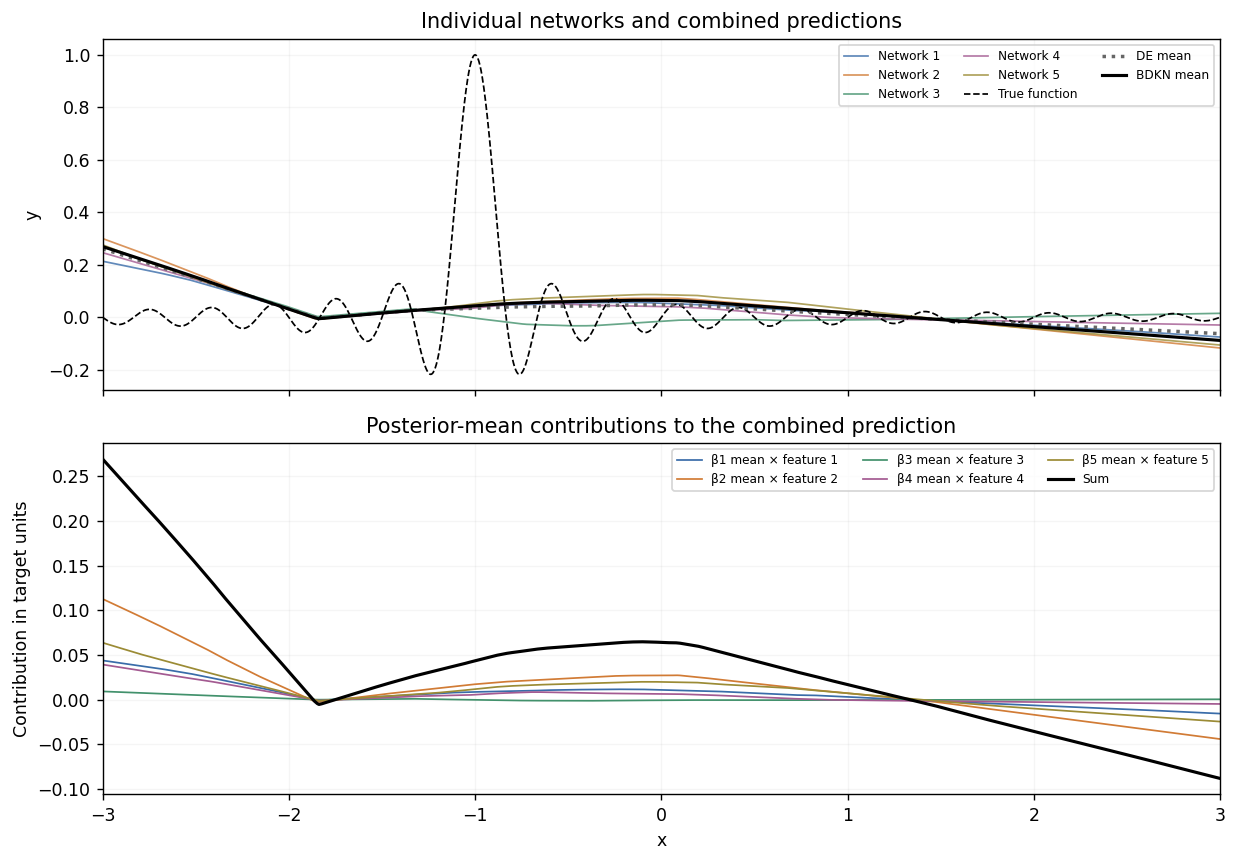 Individual networks and combined predictions
Network 1
Network 2
Network 3
Network 4
Network 5
True function
DE mean
BDKN mean
y
1.0
0.8
0.6
0.4
0.2
0.0
−0.2
Posterior-mean contributions to the combined prediction
β1 mean × feature 1
β2 mean × feature 2
β3 mean × feature 3
β4 mean × feature 4
β5 mean × feature 5
Sum
Contribution in target units
0.25
0.20
0.15
0.10
0.05
0.00
−0.05
−0.10
−3
−2
−1
0
1
2
3
x